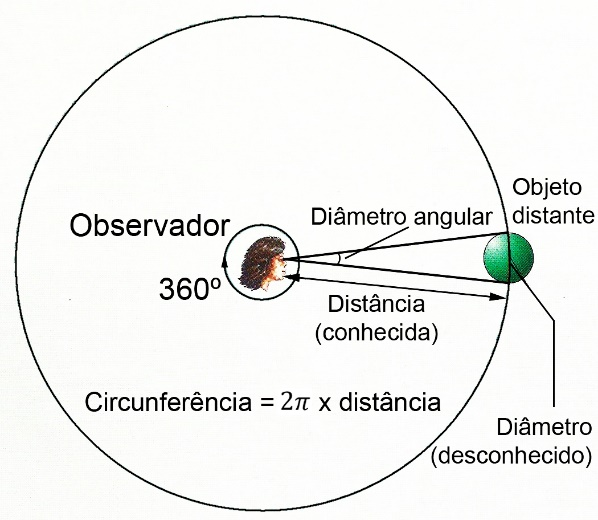 Objeto
distante
Diâmetro angular
Observador
360º
Distância
(conhecida)
Circunferência = 2π x distância
Diâmetro
(desconhecido)